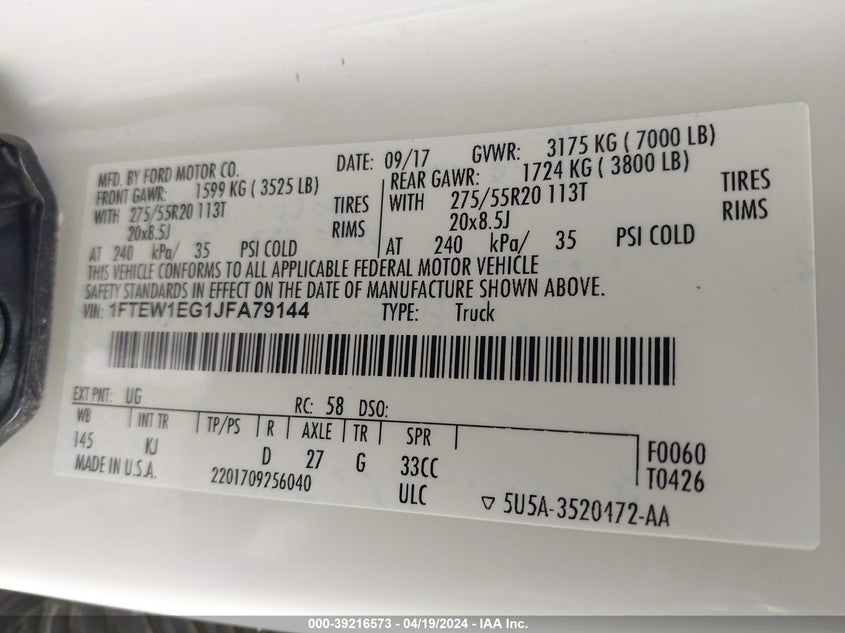 MFD. BY FORD MOTOR CO. DATE: 09/17 GVWR: 3175 KG ( 7000 LB)
FRONT GAWR: 1599 KG ( 3525 LB) REAR GAWR: 1724 KG ( 3800 LB)
WITH 275/55R20 113T TIRES WITH 275/55R20 113T TIRES
20x8.5J RIMS 20x8.5J RIMS
AT 240 kPa/ 35 PSI COLD AT 240 kPa/ 35 PSI COLD
THIS VEHICLE CONFORMS TO ALL APPLICABLE FEDERAL MOTOR VEHICLE
SAFETY STANDARDS IN EFFECT ON THE DATE OF MANUFACTURE SHOWN ABOVE.
VIN: 1FTEW1EG1JFA79144 TYPE: Truck
EXT PNT: UG RC: 58 DSO:
WB INT TR TP/PS R AXLE TR SPR
145 KJ D 27 G 33CC F0060
MADE IN U.S.A. 2201709256040 ULC T0426
▽ 5U5A-3520472-AA
000-39216573 - 04/19/2024 - IAA Inc.